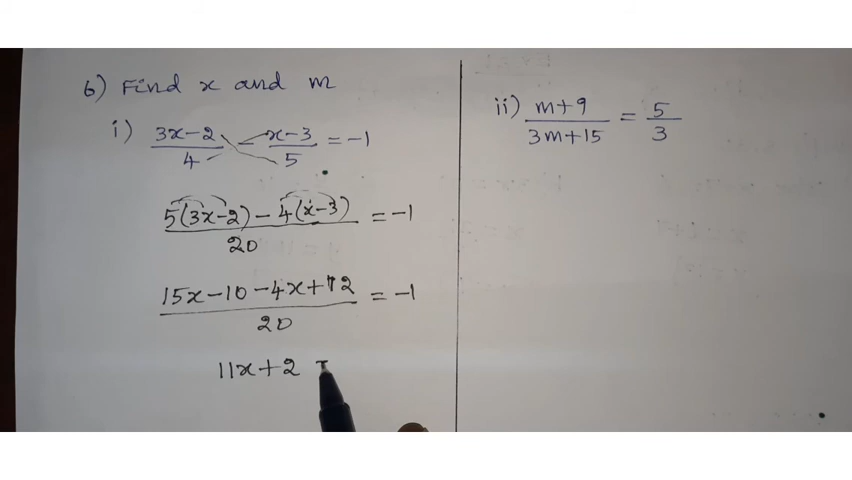 6) Find x and m
i) (3x-2)/4 - (x-3)/5 = -1
(5(3x-2) - 4(x-3))/20 = -1
(15x-10-4x+12)/20 = -1
11x+2
ii) (m+9)/(3m+15) = 5/3